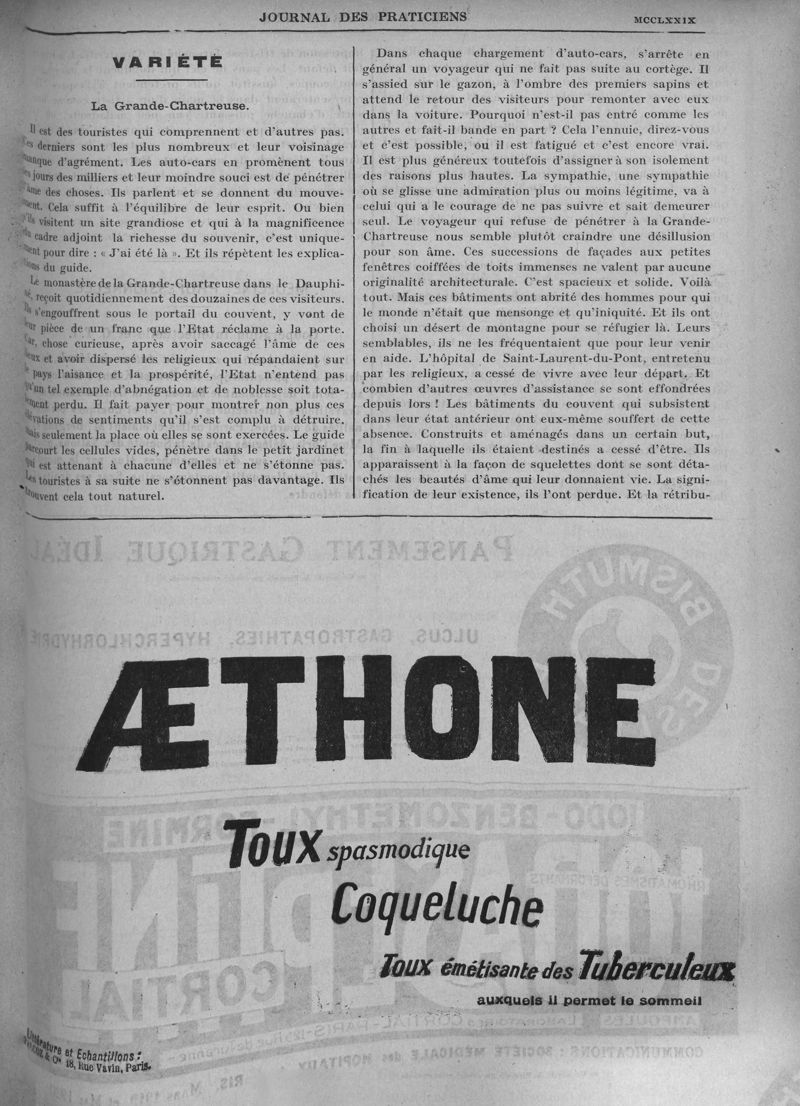 JOURNAL DES PRATICIENS
MCCLXXIX
VARIÉTÉ
La Grande-Chartreuse.
Il est des touristes qui comprennent et d'autres pas.
Ces derniers sont les plus nombreux et leur voisinage
manque d'agrément. Les auto-cars en promènent tous
les jours des milliers et leur moindre souci est de pénétrer
l'âme des choses. Ils parlent et se donnent du mouve-
ment. Cela suffit à l'équilibre de leur esprit. Ou bien
s'ils visitent un site grandiose et qui à la magnificence
du cadre adjoint la richesse du souvenir, c'est unique-
ment pour dire : « J'ai été là ». Et ils répètent les explica-
tions du guide.
Le monastère de la Grande-Chartreuse dans le Dauphi-
né, reçoit quotidiennement des douzaines de ces visiteurs.
Ils s'engouffrent sous le portail du couvent, y vont de
leur pièce de un franc que l'Etat réclame à la porte.
Car, chose curieuse, après avoir saccagé l'âme de ces
lieux et avoir dispersé les religieux qui répandaient sur
le pays l'aisance et la prospérité, l'Etat n'entend pas
qu'un tel exemple d'abnégation et de noblesse soit tota-
lement perdu. Il fait payer pour montrer non plus ces
élévations de sentiments qu'il s'est complu à détruire,
mais seulement la place où elles se sont exercées. Le guide
parcourt les cellules vides, pénètre dans le petit jardinet
qui est attenant à chacune d'elles et ne s'étonne pas.
Les touristes à sa suite ne s'étonnent pas davantage. Ils
trouvent cela tout naturel.
Dans chaque chargement d'auto-cars, s'arrête en
général un voyageur qui ne fait pas suite au cortège. Il
s'assied sur le gazon, à l'ombre des premiers sapins et
attend le retour des visiteurs pour remonter avec eux
dans la voiture. Pourquoi n'est-il pas entré comme les
autres et fait-il bande en part ? Cela l'ennuie, direz-vous
et c'est possible, ou il est fatigué et c'est encore vrai.
Il est plus généreux toutefois d'assigner à son isolement
des raisons plus hautes. La sympathie, une sympathie
où se glisse une admiration plus ou moins légitime, va à
celui qui a le courage de ne pas suivre et sait demeurer
seul. Le voyageur qui refuse de pénétrer à la Grande-
Chartreuse nous semble plutôt craindre une désillusion
pour son âme. Ces successions de façades aux petites
fenêtres coiffées de toits immenses ne valent par aucune
originalité architecturale. C'est spacieux et solide. Voilà
tout. Mais ces bâtiments ont abrité des hommes pour qui
le monde n'était que mensonge et qu'iniquité. Et ils ont
choisi un désert de montagne pour se réfugier là. Leurs
semblables, ils ne les fréquentaient que pour leur venir
en aide. L'hôpital de Saint-Laurent-du-Pont, entretenu
par les religieux, a cessé de vivre avec leur départ. Et
combien d'autres œuvres d'assistance se sont effondrées
depuis lors ! Les bâtiments du couvent qui subsistent
dans leur état antérieur ont eux-même souffert de cette
absence. Construits et aménagés dans un certain but,
la fin à laquelle ils étaient destinés a cessé d'être. Ils
apparaissent à la façon de squelettes dont se sont déta-
chés les beautés d'âme qui leur donnaient vie. La signi-
fication de leur existence, ils l'ont perdue. Et la rétribu-
ÆTHONE
Toux spasmodique
Coqueluche
Toux émétisante des Tuberculeux
auxquels il permet le sommeil
Littérature et Echantillons :
& Cie, 18, Rue Vavin, Paris.